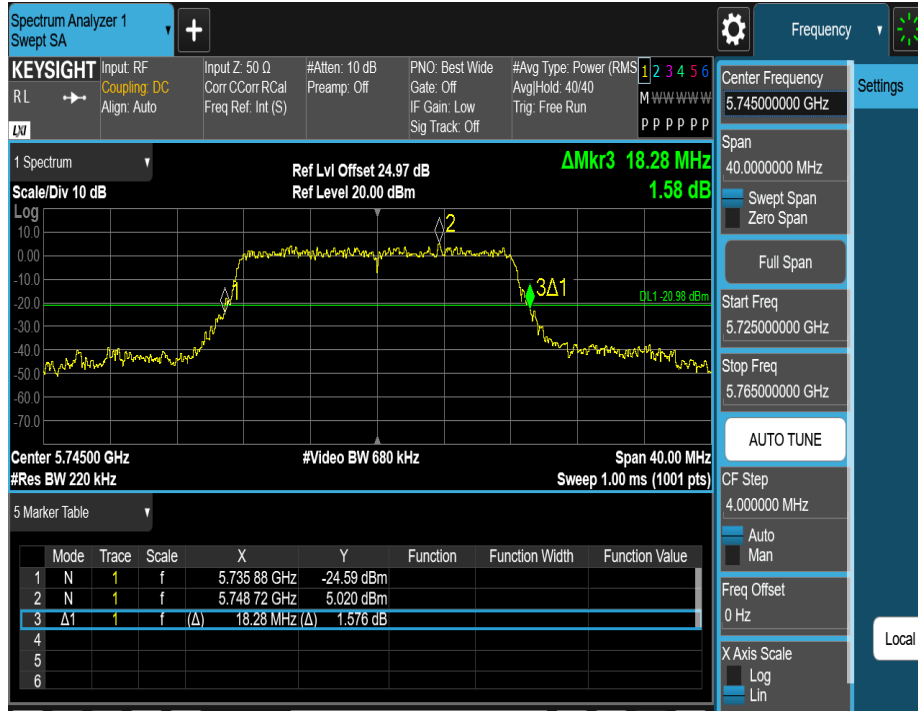 Spectrum Analyzer 1
Swept SA
Frequency
KEYSIGHT
RL
LXI
Input: RF
Coupling: DC
Align: Auto
Input Z: 50 Ω
Corr CCorr RCal
Freq Ref: Int (S)
#Atten: 10 dB
Preamp: Off
PNO: Best Wide
Gate: Off
IF Gain: Low
Sig Track: Off
#Avg Type: Power (RMS
Avg|Hold: 40/40
Trig: Free Run
1 2 3 4 5 6
M W W W W W
P P P P P P
1 Spectrum
Scale/Div 10 dB
Ref Lvl Offset 24.97 dB
Ref Level 20.00 dBm
ΔMkr3 18.28 MHz
1.58 dB
Log
10.0
0.00
-10.0
-20.0
-30.0
-40.0
-50.0
-60.0
-70.0
2
1
3Δ1
DL1 -20.98 dBm
Center 5.74500 GHz
#Res BW 220 kHz
#Video BW 680 kHz
Span 40.00 MHz
Sweep 1.00 ms (1001 pts)
5 Marker Table
Mode Trace Scale X Y Function Function Width Function Value
1 N 1 f 5.735 88 GHz -24.59 dBm
2 N 1 f 5.748 72 GHz 5.020 dBm
3 Δ1 1 f (Δ) 18.28 MHz (Δ) 1.576 dB
4
5
6
Center Frequency
5.745000000 GHz
Settings
Span
40.0000000 MHz
Swept Span
Zero Span
Full Span
Start Freq
5.725000000 GHz
Stop Freq
5.765000000 GHz
AUTO TUNE
CF Step
4.000000 MHz
Auto
Man
Freq Offset
0 Hz
X Axis Scale
Log
Lin
Local